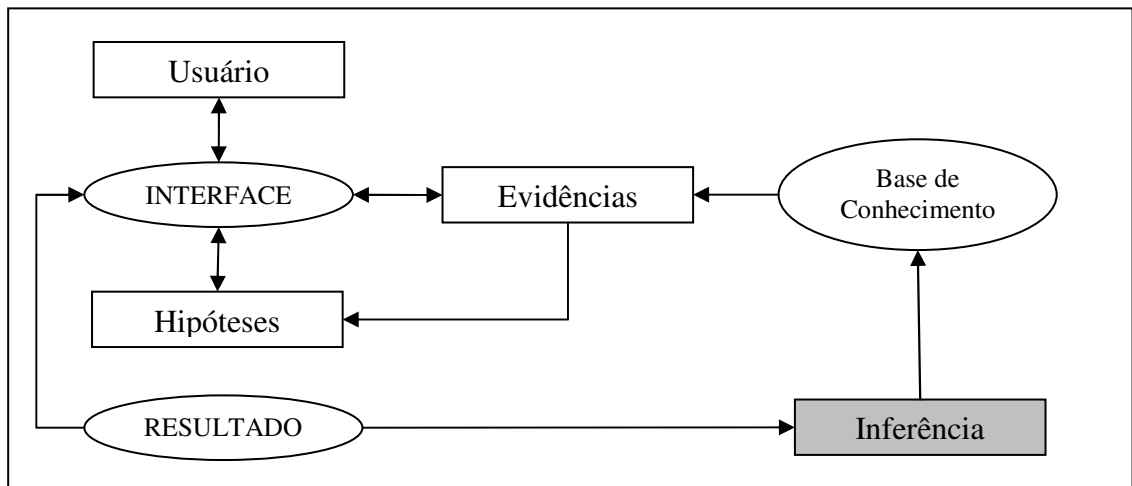 Usuário
INTERFACE
Evidências
Base de
Conhecimento
Hipóteses
RESULTADO
Inferência